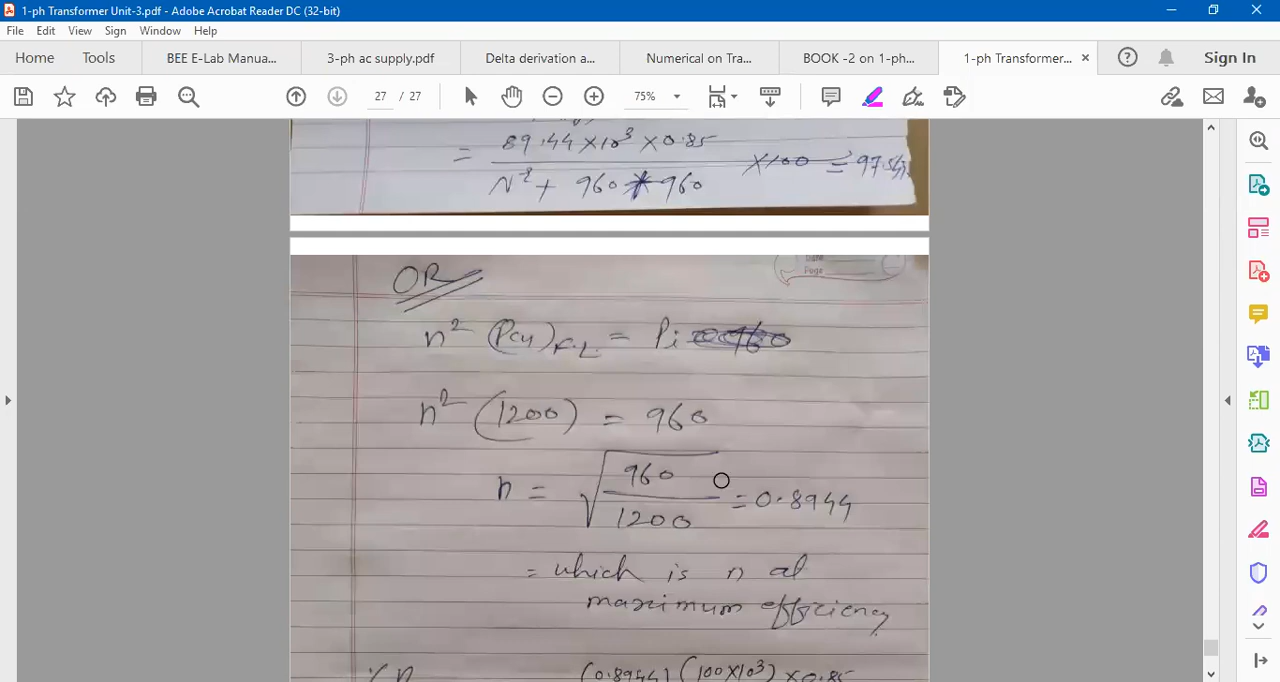 1-ph Transformer Unit-3.pdf - Adobe Acrobat Reader DC (32-bit)
File Edit View Sign Window Help
Home Tools BEE E-Lab Manua... 3-ph ac supply.pdf Delta derivation a... Numerical on Tra... BOOK -2 on 1-ph... 1-ph Transformer... × Sign In
27 / 27 75%
89.44×10³ ×0.85
= ×100 = 97.
Nr + 960 + 960
Date
Page
OR
n² (Pcu)F.L. = Pi
n² (1200) = 960
n = √960/1200 = 0.8944
= which is n at
maximum efficiency
% η (0.8944) (100×10³) ×0.85